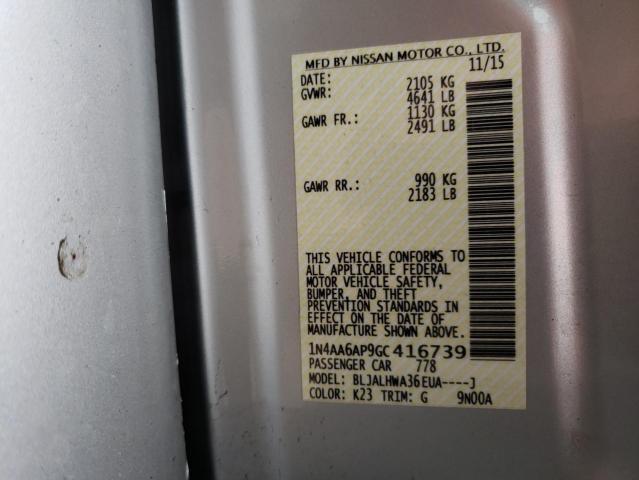 MFD BY NISSAN MOTOR CO., LTD.
DATE: 11/15
GVWR: 2105 KG
4641 LB
GAWR FR.: 1130 KG
2491 LB
GAWR RR.: 990 KG
2183 LB
THIS VEHICLE CONFORMS TO
ALL APPLICABLE FEDERAL
MOTOR VEHICLE SAFETY,
BUMPER, AND THEFT
PREVENTION STANDARDS IN
EFFECT ON THE DATE OF
MANUFACTURE SHOWN ABOVE.
1N4AA6AP9GC416739
PASSENGER CAR 778
MODEL: BLJALHWA36EUA----J
COLOR: K23 TRIM: G 9N00A